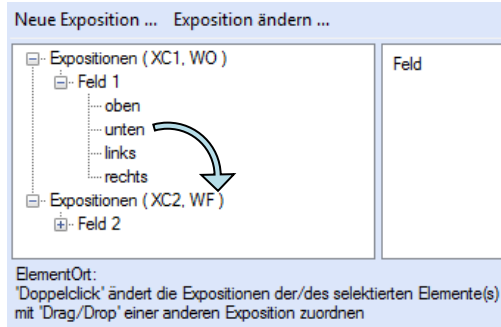 Neue Exposition ... Exposition ändern ...
Expositionen ( XC1, WO )
Feld 1
oben
unten
links
rechts
Expositionen ( XC2, WF )
Feld 2
Feld
ElementOrt:
'Doppelclick' ändert die Expositionen der/des selektierten Elemente(s)
mit 'Drag/Drop' einer anderen Exposition zuordnen